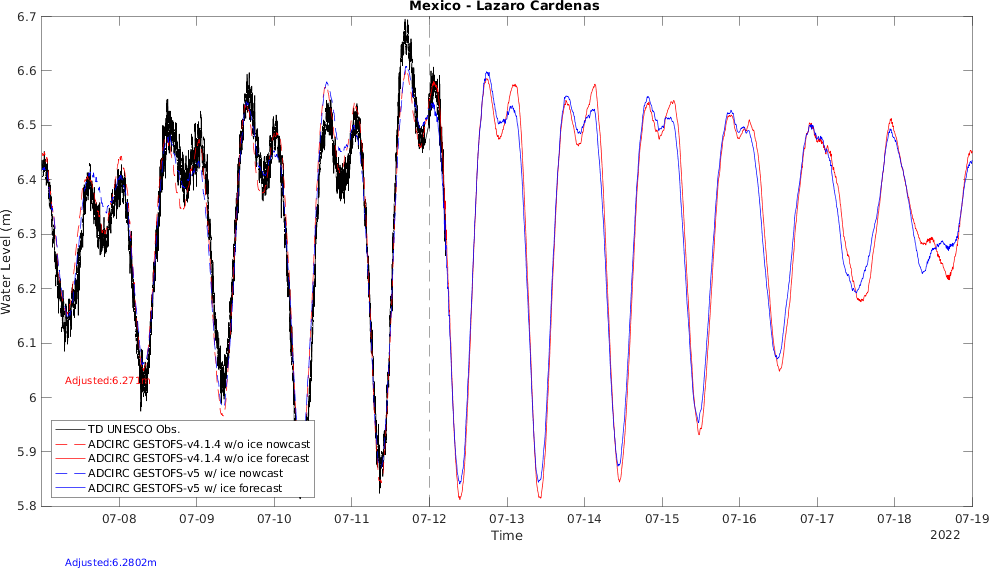 Mexico - Lazaro Cardenas
6.7
6.6
6.5
6.4
6.3
6.2
6.1
6
5.9
5.8
Water Level (m)
Adjusted:6.271m
TD UNESCO Obs.
ADCIRC GESTOFS-v4.1.4 w/o ice nowcast
ADCIRC GESTOFS-v4.1.4 w/o ice forecast
ADCIRC GESTOFS-v5 w/ ice nowcast
ADCIRC GESTOFS-v5 w/ ice forecast
07-08 07-09 07-10 07-11 07-12 07-13 07-14 07-15 07-16 07-17 07-18 07-19
Time
2022
Adjusted:6.2802m